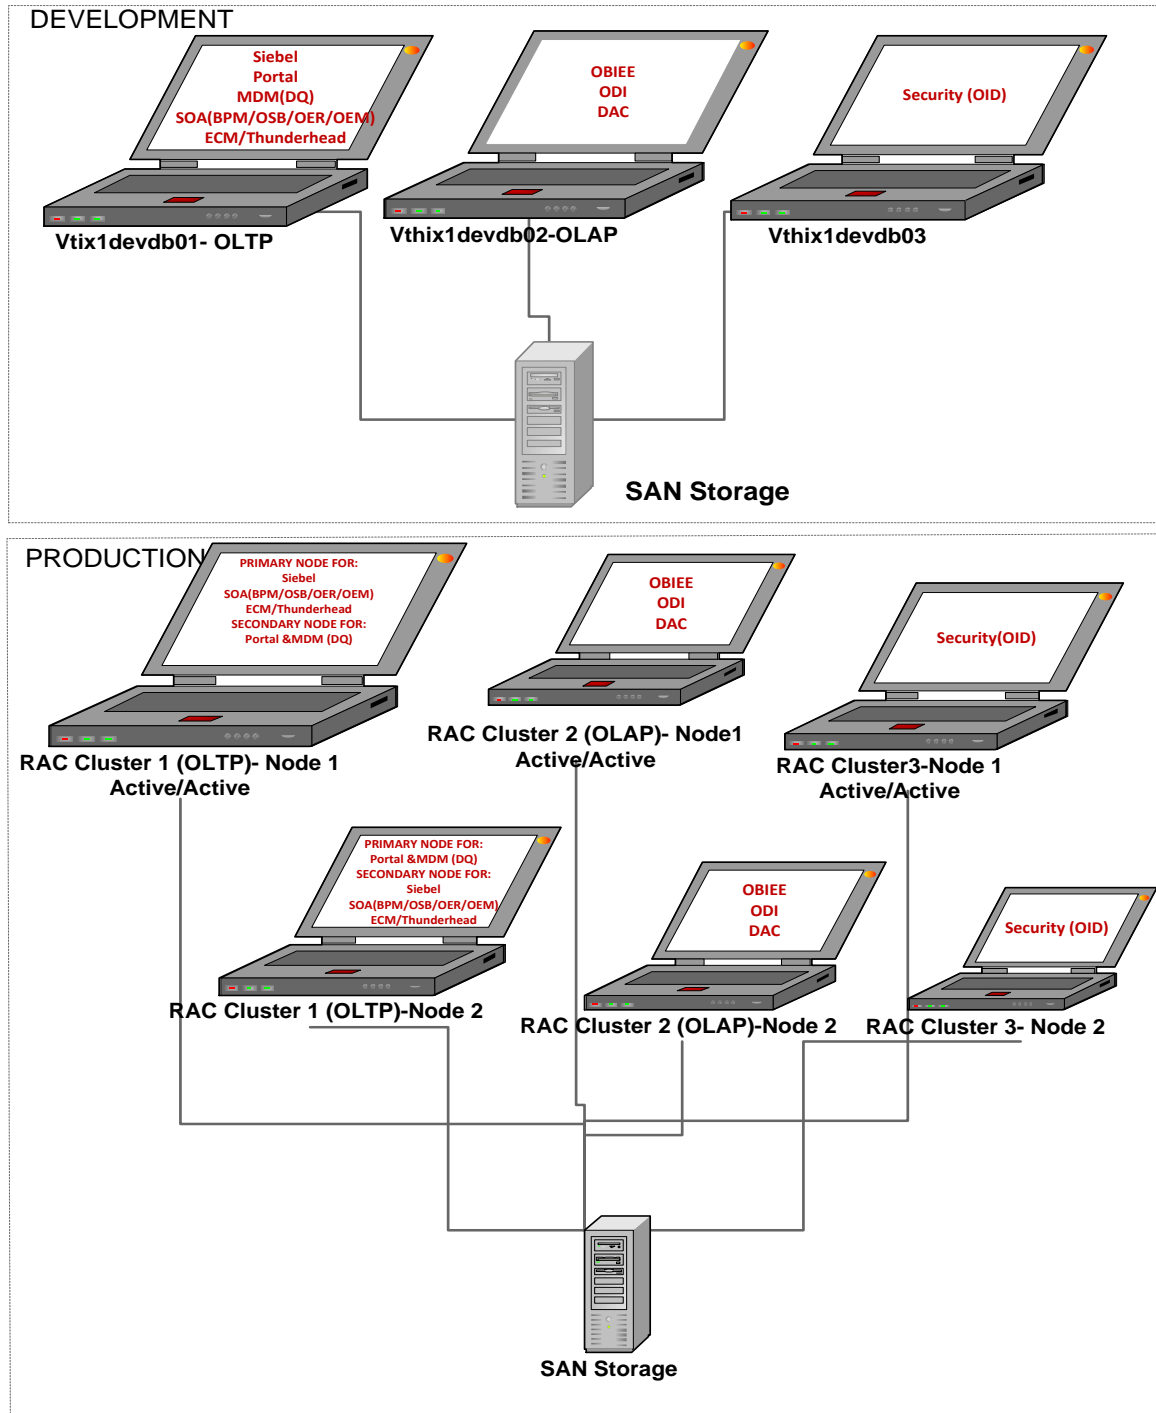 DEVELOPMENT
Siebel
Portal
MDM(DQ)
SOA(BPM/OSB/OER/OEM)
ECM/Thunderhead
OBIEE
ODI
DAC
Security (OID)
Vtix1devdb01- OLTP
Vthix1devdb02-OLAP
Vthix1devdb03
SAN Storage
PRODUCTION
PRIMARY NODE FOR:
Siebel
SOA(BPM/OSB/OER/OEM)
ECM/Thunderhead
SECONDARY NODE FOR:
Portal &MDM (DQ)
OBIEE
ODI
DAC
Security(OID)
RAC Cluster 1 (OLTP)- Node 1
Active/Active
RAC Cluster 2 (OLAP)- Node1
Active/Active
RAC Cluster3-Node 1
Active/Active
PRIMARY NODE FOR:
Portal &MDM (DQ)
SECONDARY NODE FOR:
Siebel
SOA(BPM/OSB/OER/OEM)
ECM/Thunderhead
OBIEE
ODI
DAC
Security (OID)
RAC Cluster 1 (OLTP)-Node 2
RAC Cluster 2 (OLAP)-Node 2
RAC Cluster 3- Node 2
SAN Storage